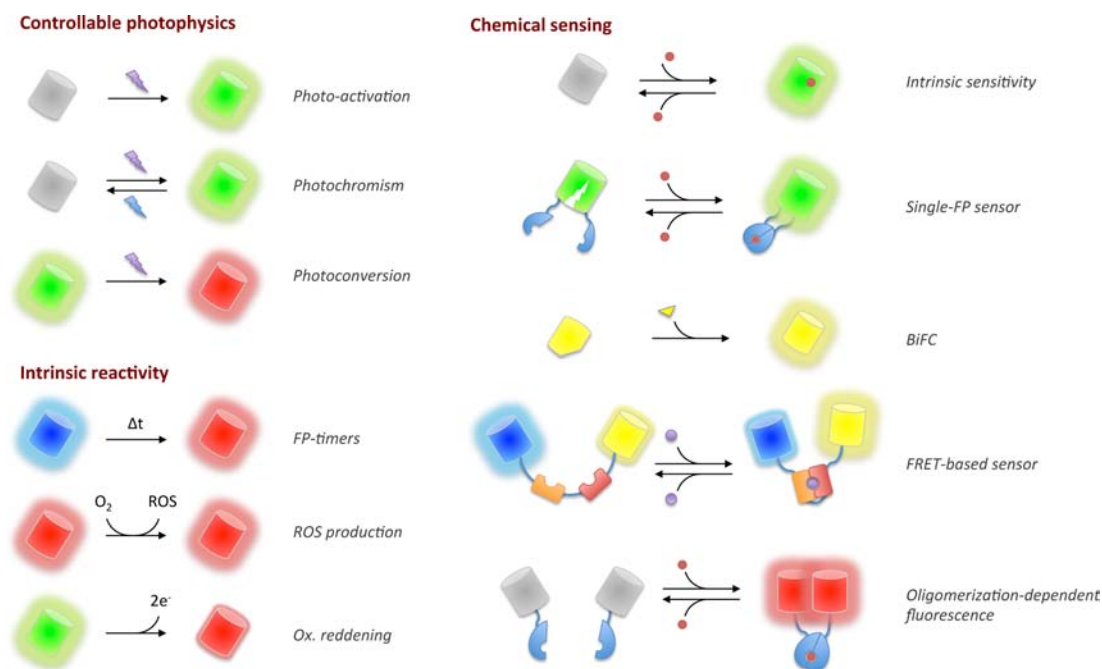 Controllable photophysics
Photo-activation
Photochromism
Photoconversion
Intrinsic reactivity
Δt
FP-timers
O₂ ROS
ROS production
2e⁻
Ox. reddening
Chemical sensing
Intrinsic sensitivity
Single-FP sensor
BiFC
FRET-based sensor
Oligomerization-dependent
fluorescence